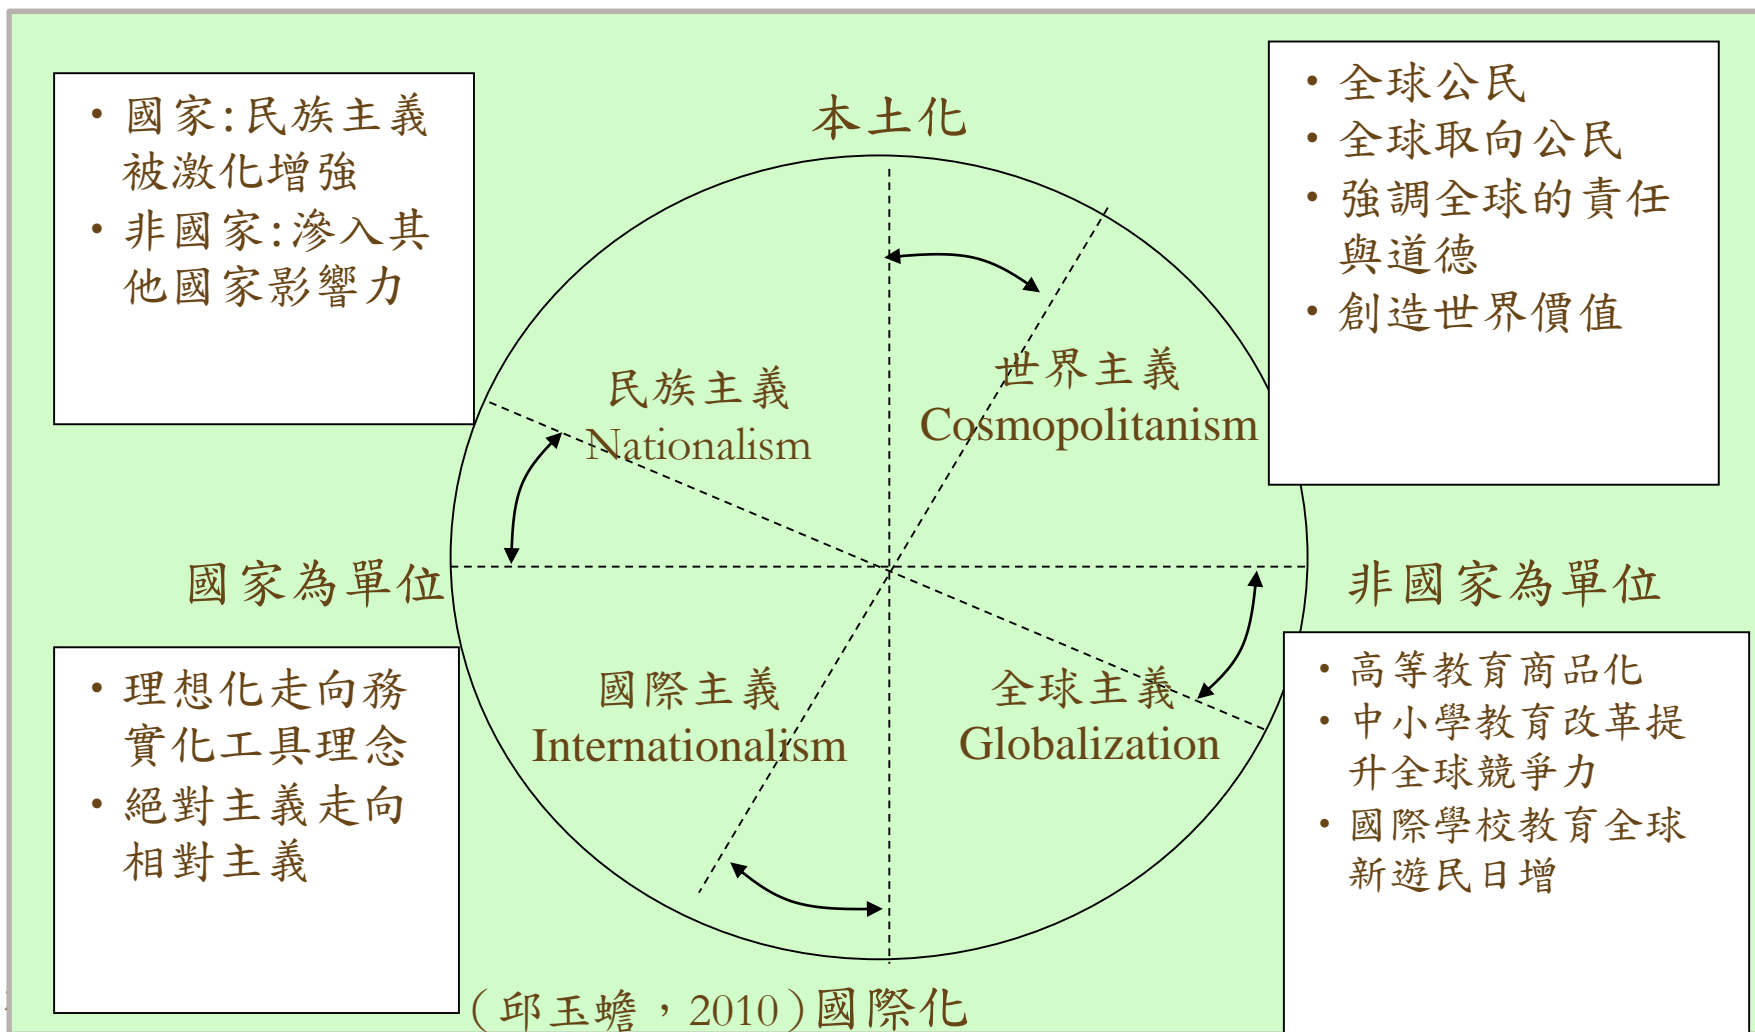 本土化
• 國家:民族主義
被激化增強
• 非國家:滲入其
他國家影響力
• 全球公民
• 全球取向公民
• 強調全球的責任
與道德
• 創造世界價值
民族主義
Nationalism
世界主義
Cosmopolitanism
國家為單位
非國家為單位
• 理想化走向務
實化工具理念
• 絕對主義走向
相對主義
國際主義
Internationalism
全球主義
Globalization
• 高等教育商品化
• 中小學教育改革提
升全球競爭力
• 國際學校教育全球
新遊民日增
(邱玉蟾，2010)國際化